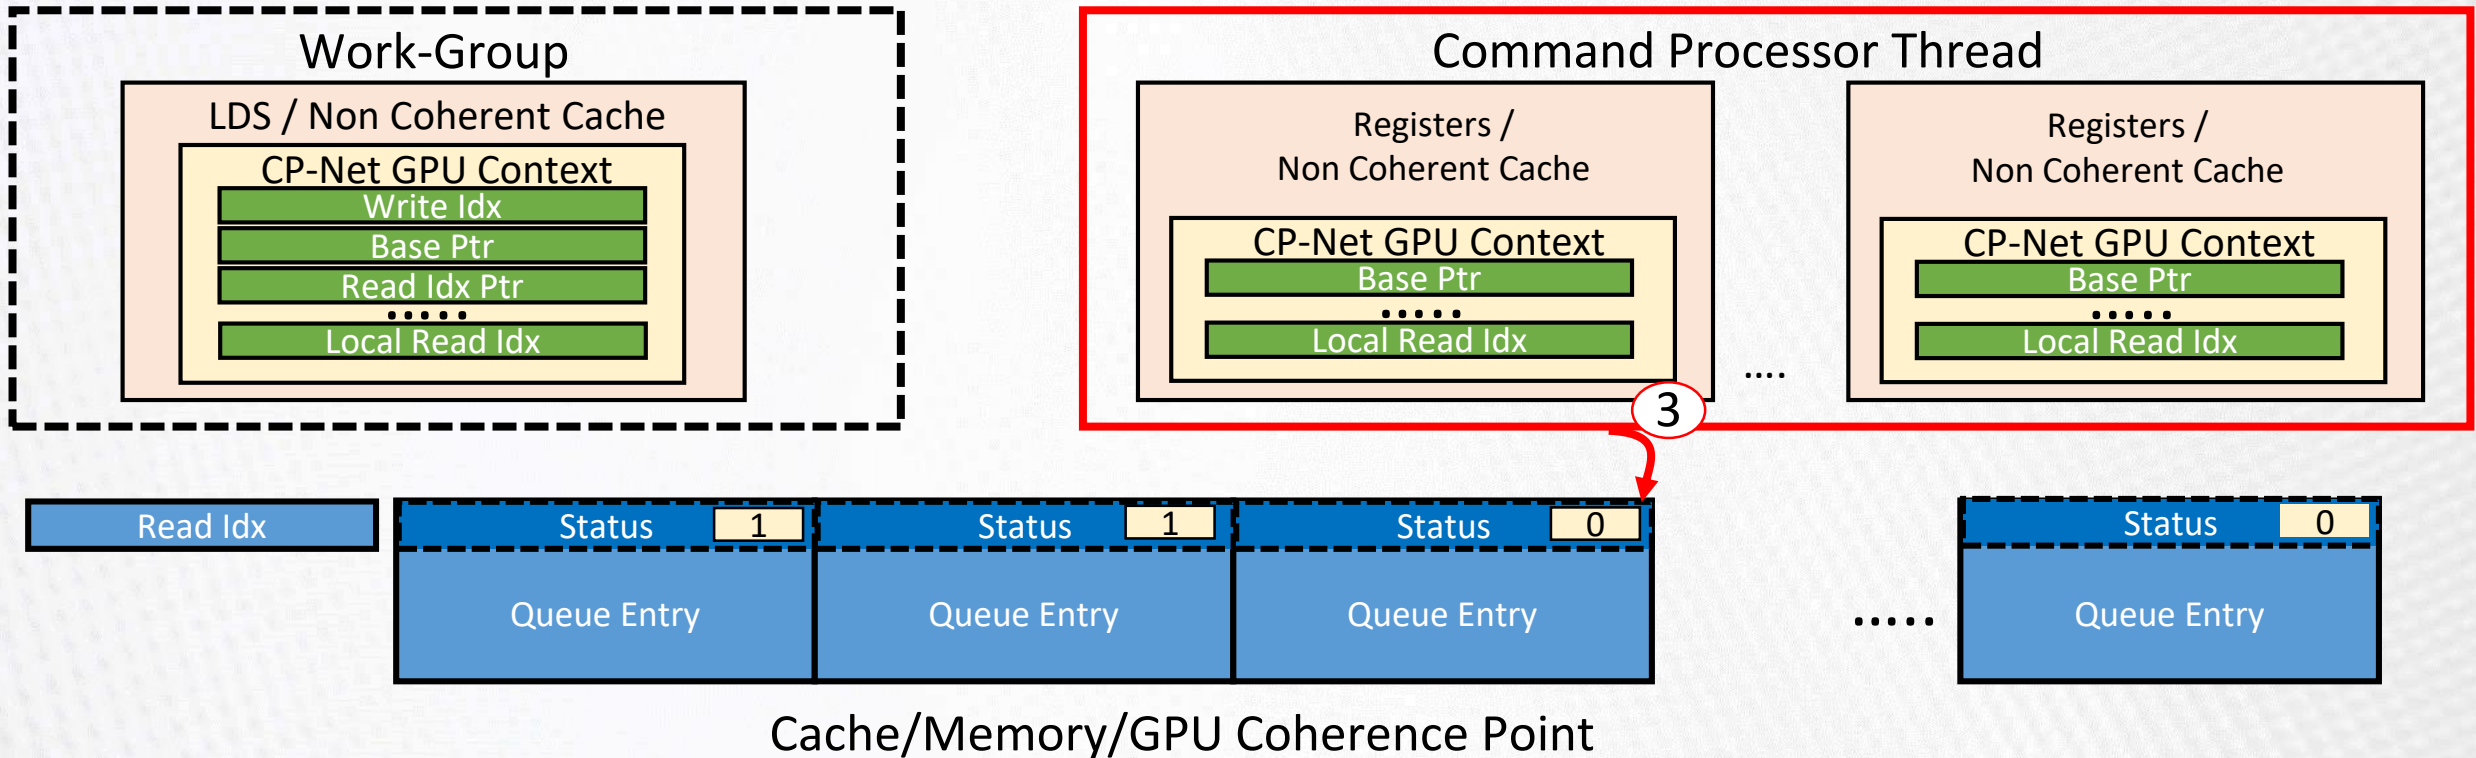 Work-Group
LDS / Non Coherent Cache
CP-Net GPU Context
Write Idx
Base Ptr
Read Idx Ptr
.....
Local Read Idx
Command Processor Thread
Registers /
Non Coherent Cache
CP-Net GPU Context
Base Ptr
.....
Local Read Idx
3
....
Registers /
Non Coherent Cache
CP-Net GPU Context
Base Ptr
.....
Local Read Idx
Read Idx
Status 1
Queue Entry
Status 1
Queue Entry
Status 0
Queue Entry
.....
Status 0
Queue Entry
Cache/Memory/GPU Coherence Point